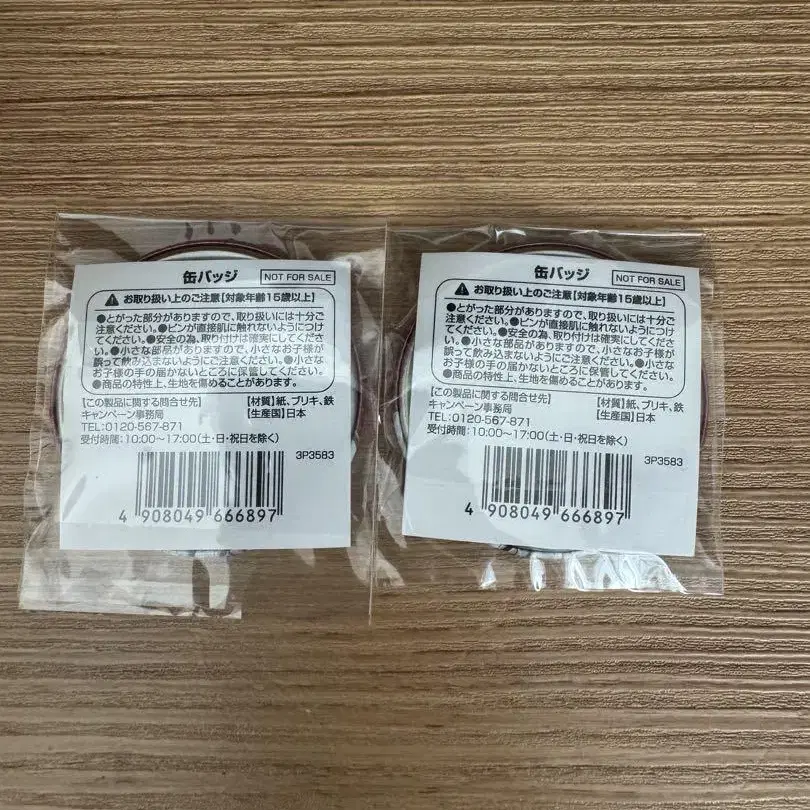 缶バッジ
NOT FOR SALE
お取り扱い上のご注意【対象年齢15歳以上】
●とがった部分がありますので、取り扱いには十分ご
注意ください。●ピンが直接肌に触れないようにつけ
てください。●安全の為、取り付けは確実にしてくださ
い。●小さな部品がありますので、小さなお子様が
誤って飲み込まないようにご注意ください。●小さな
お子様の手の届かないところに保管してください。
●商品の特性上、生地を傷めることがあります。
【この製品に関する問合せ先】
キャンペーン事務局
TEL:0120-567-871
受付時間:10:00〜17:00(土・日・祝日を除く)
【材質】紙、ブリキ、鉄
【生産国】日本
3P3583
4 908049 666897
缶バッジ
NOT FOR SALE
お取り扱い上のご注意【対象年齢15歳以上】
●とがった部分がありますので、取り扱いには十分ご
注意ください。●ピンが直接肌に触れないようにつけ
てください。●安全の為、取り付けは確実にしてくださ
い。●小さな部品がありますので、小さなお子様が
誤って飲み込まないようにご注意ください。●小さな
お子様の手の届かないところに保管してください。
●商品の特性上、生地を傷めることがあります。
【この製品に関する問合せ先】
キャンペーン事務局
TEL:0120-567-871
受付時間:10:00〜17:00(土・日・祝日を除く)
【材質】紙、ブリキ、鉄
【生産国】日本
3P3583
4 908049 666897